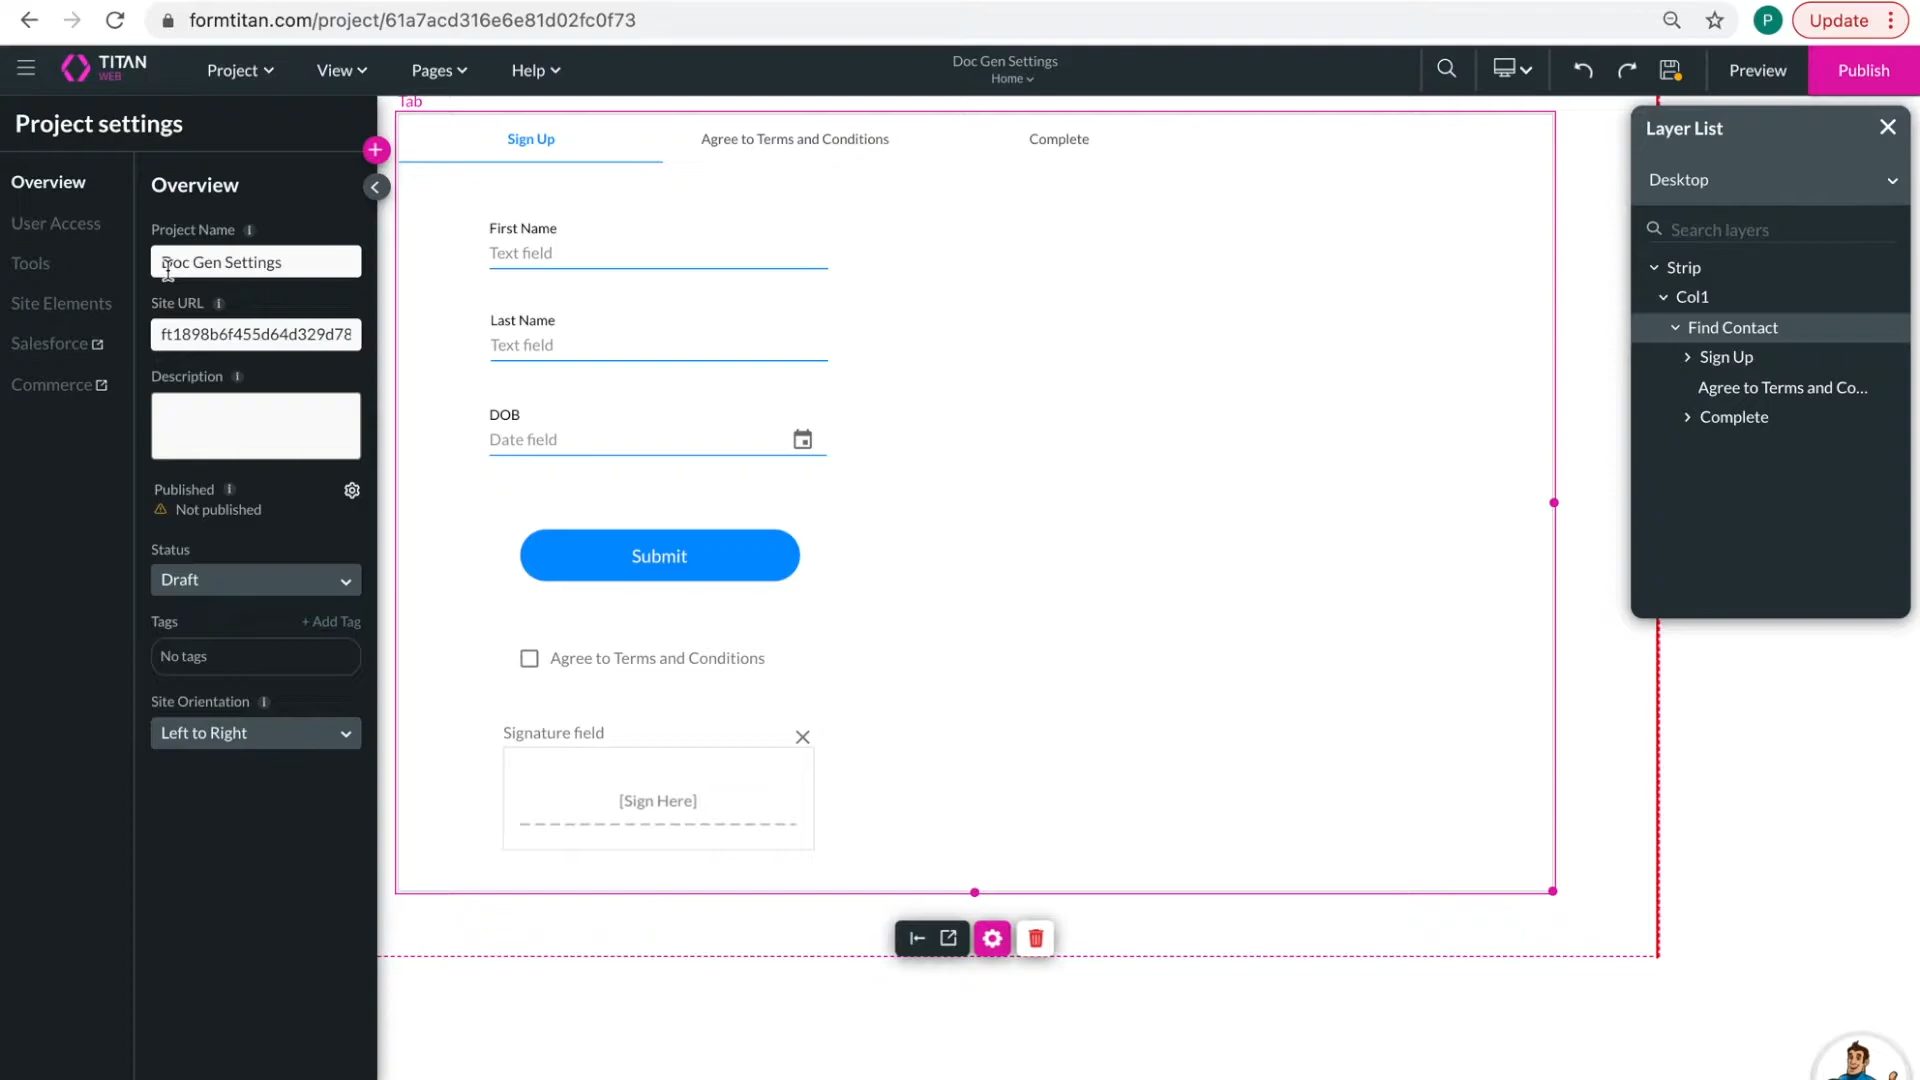 formtitan.com/project/61a7acd316e6e81d02fc0f73
P
Update
TITAN
WEB
Project
View
Pages
Help
Doc Gen Settings
Home
Preview
Publish
Project settings
Overview
User Access
Tools
Site Elements
Salesforce
Commerce
Overview
Project Name
Doc Gen Settings
Site URL
ft1898b6f455d64d329d78
Description
Published
Not published
Status
Draft
Tags
+ Add Tag
No tags
Site Orientation
Left to Right
Tab
Sign Up
Agree to Terms and Conditions
Complete
First Name
Text field
Last Name
Text field
DOB
Date field
Submit
Agree to Terms and Conditions
Signature field
[Sign Here]
Layer List
Desktop
Search layers
Strip
Col1
Find Contact
Sign Up
Agree to Terms and Co...
Complete